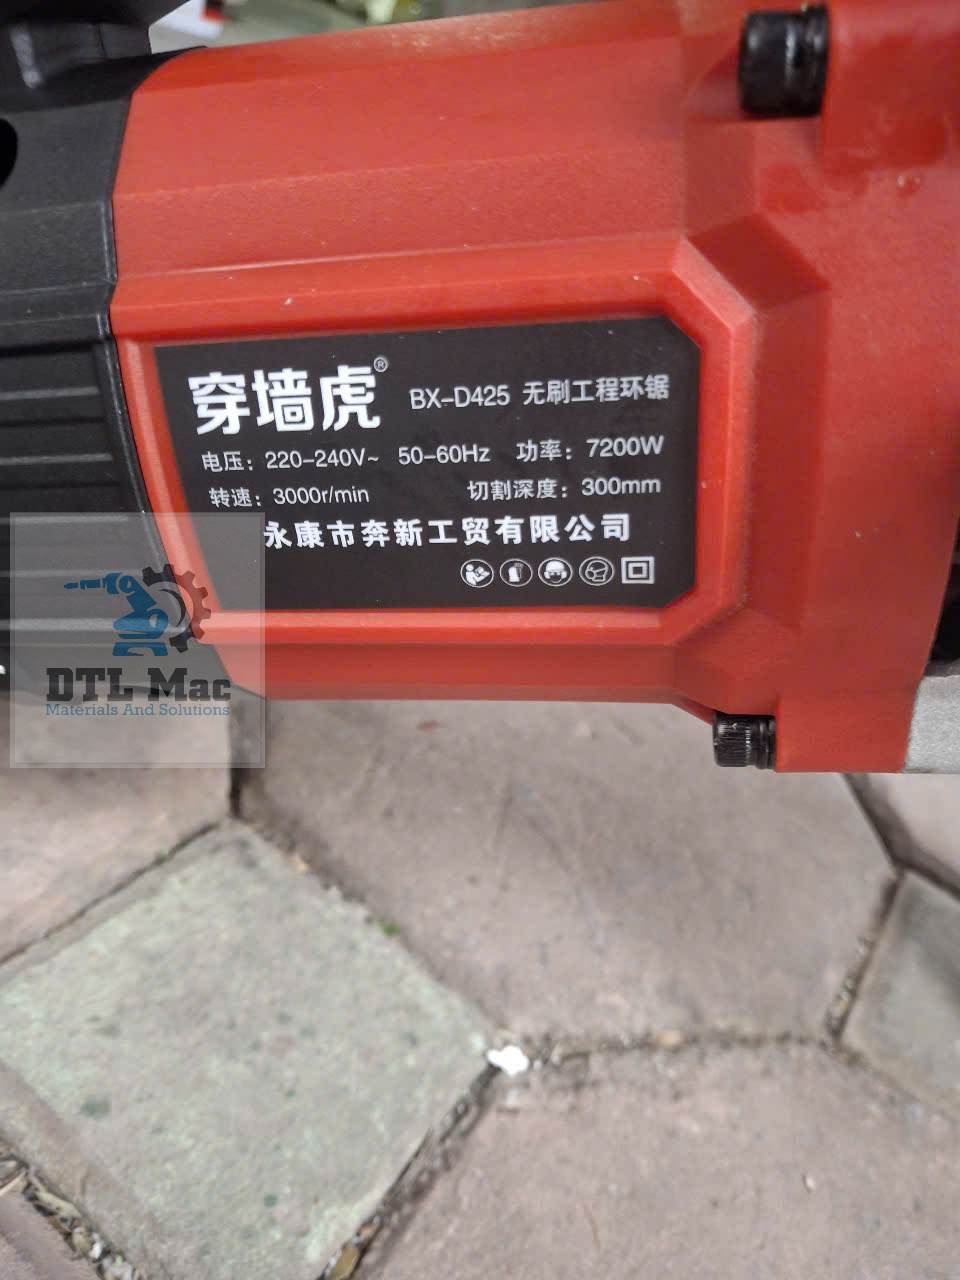 穿墙虎® BX-D425 无刷工程环锯
电压：220-240V~ 50-60Hz 功率：7200W
转速：3000r/min 切割深度：300mm
永康市奔新工贸有限公司
DTL Mac
Materials And Solutions